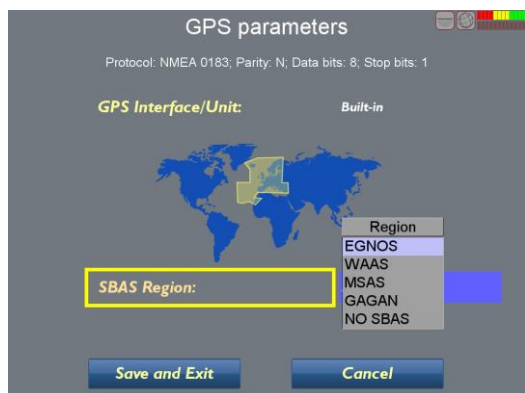 GPS parameters
Protocol: NMEA 0183; Parity: N; Data bits: 8; Stop bits: 1
GPS Interface/Unit: Built-in
Region
EGNOS
WAAS
SBAS Region: MSAS
GAGAN
NO SBAS
Save and Exit Cancel